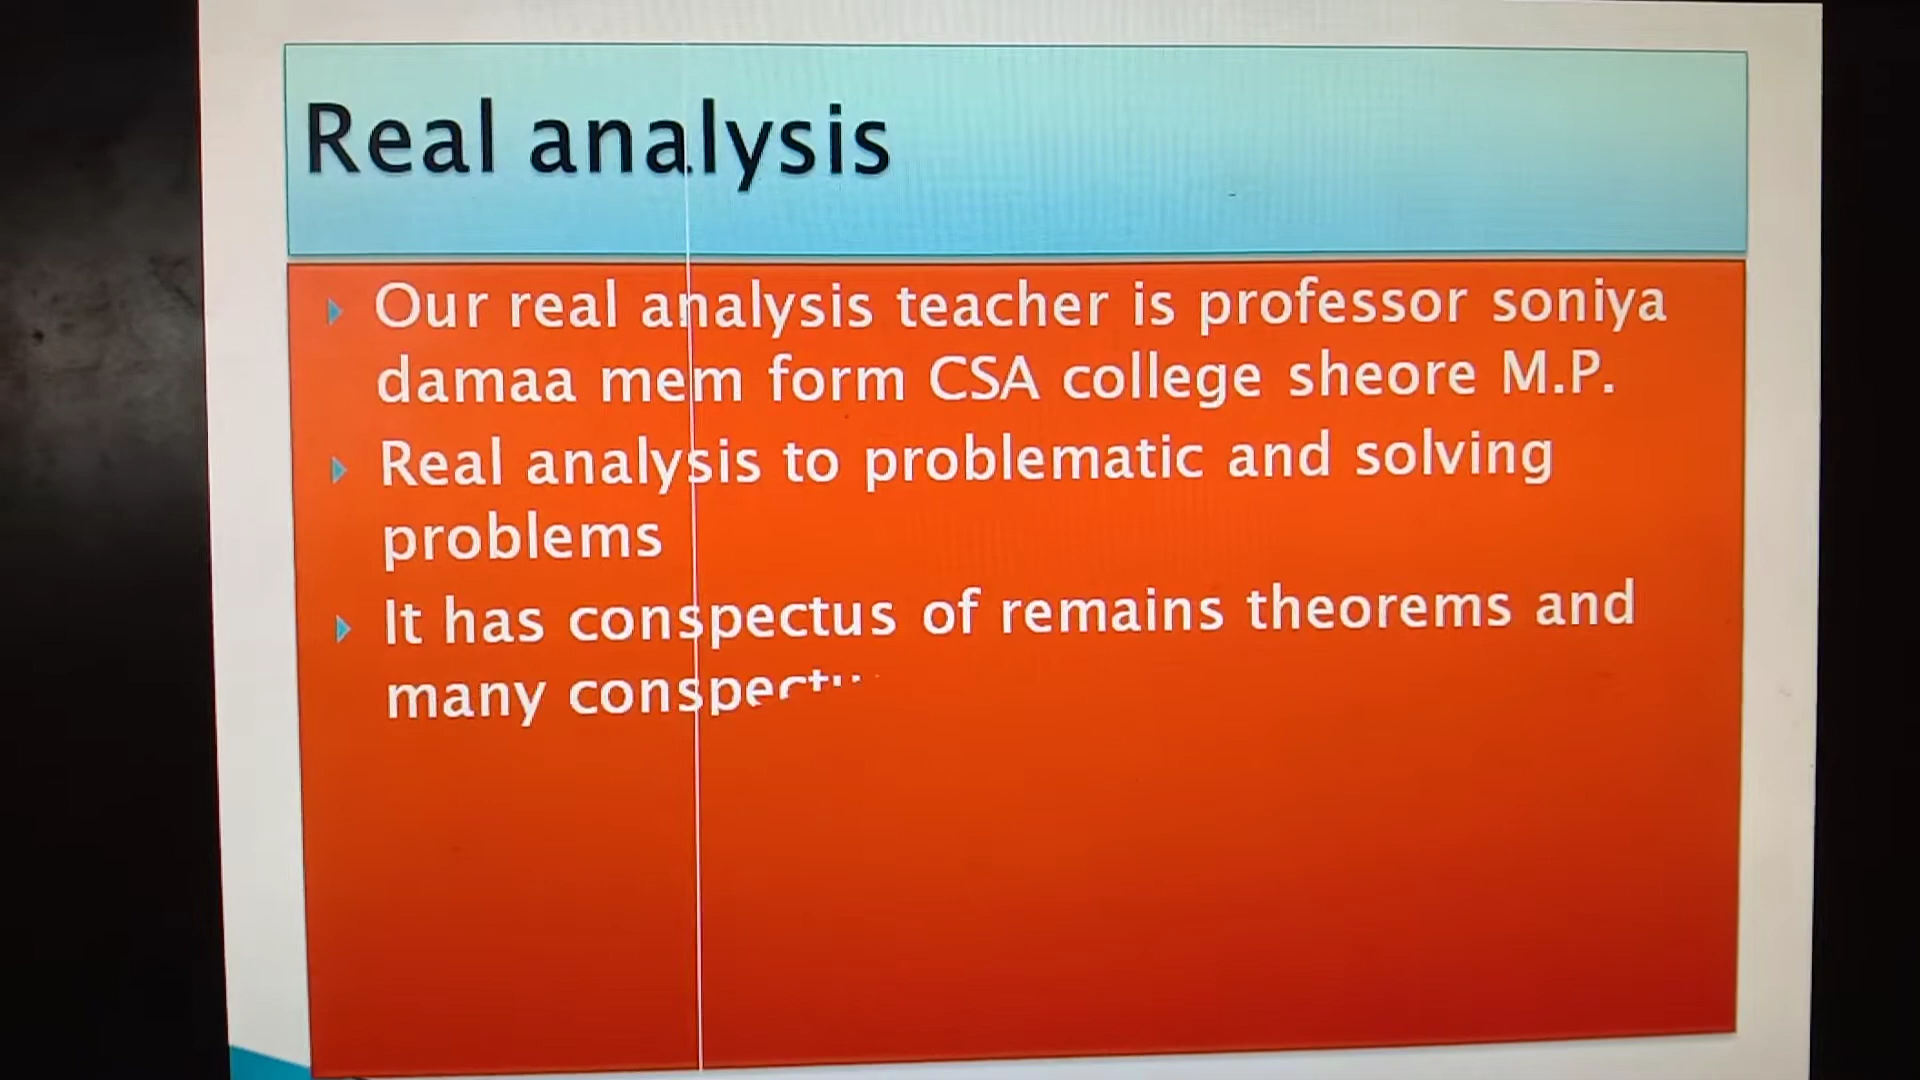 Real analysis
Our real analysis teacher is professor soniya
damaa mem form CSA college sheore M.P.
Real analysis to problematic and solving
problems
It has conspectus of remains theorems and
many